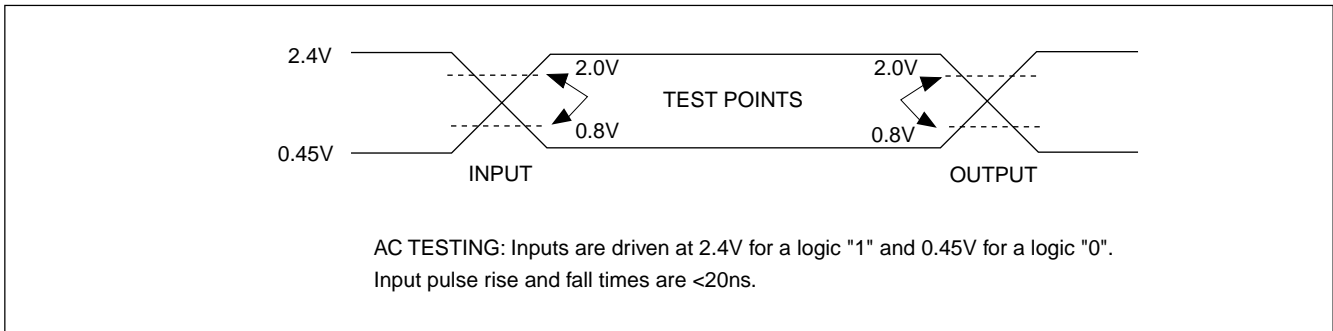 2.4V
2.0V
2.0V
TEST POINTS
0.8V
0.8V
0.45V
INPUT
OUTPUT
AC TESTING: Inputs are driven at 2.4V for a logic "1" and 0.45V for a logic "0".
Input pulse rise and fall times are <20ns.